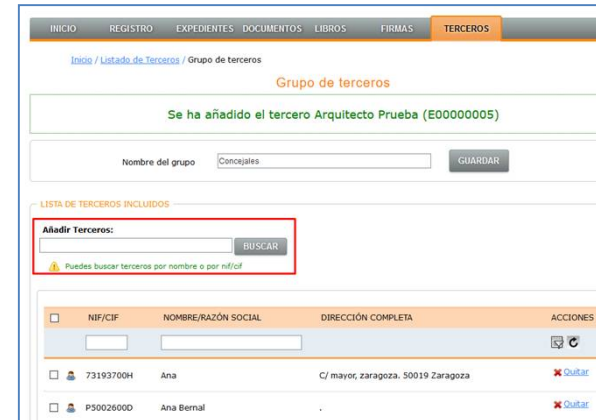 INICIO REGISTRO EXPEDIENTES DOCUMENTOS LIBROS FIRMAS TERCEROS
Inicio / Listado de Terceros / Grupo de terceros
Grupo de terceros
Se ha añadido el tercero Arquitecto Prueba (E00000005)
Nombre del grupo Concejales GUARDAR
LISTA DE TERCEROS INCLUIDOS
Añadir Terceros:
BUSCAR
Puedes buscar terceros por nombre o por nif/cif
NIF/CIF NOMBRE/RAZÓN SOCIAL DIRECCIÓN COMPLETA ACCIONES
73193700H Ana C/ mayor, zaragoza. 50019 Zaragoza Quitar
P5002600D Ana Bernal , Quitar